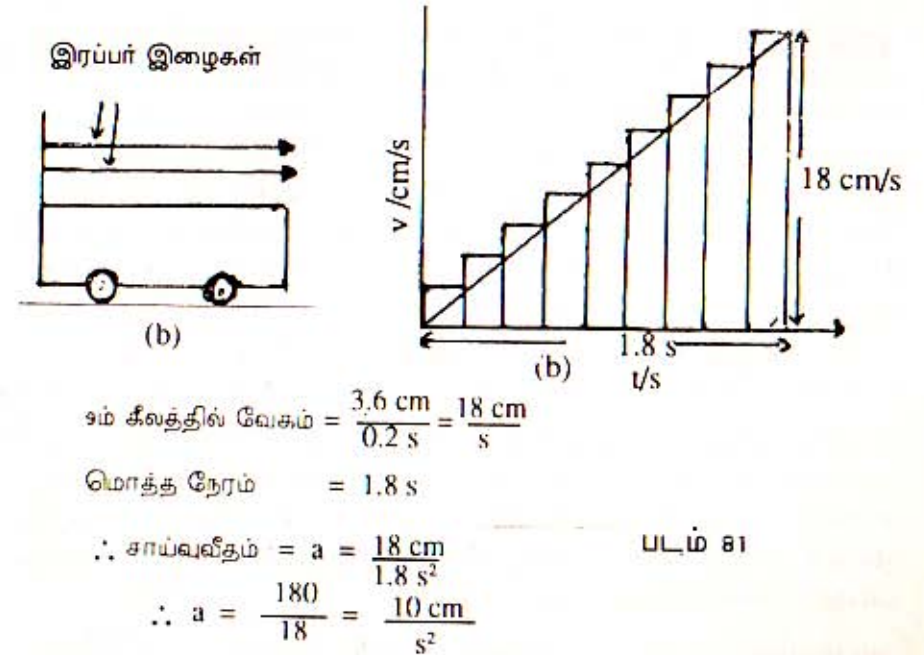 இரப்பர் இழைகள்
(b)
v /cm/s
18 cm/s
1.8 s
(b)
t/s
9ம் கீலத்தில் வேகம் = 3.6 cm / 0.2 s = 18 cm / s
மொத்த நேரம் = 1.8 s
∴ சாய்வுவீதம் = a = 18 cm / 1.8 s²
படம் 81
∴ a = 180 / 18 = 10 cm / s²